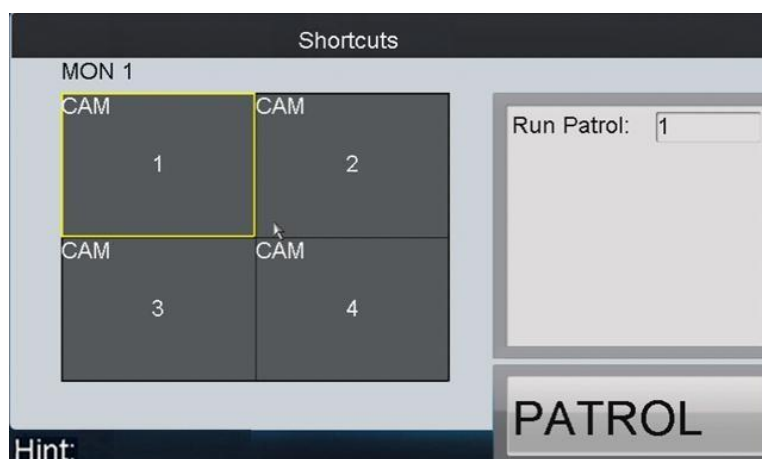 Shortcuts
MON 1
CAM
1
CAM
2
CAM
3
CAM
4
Run Patrol: 1
PATROL
Hint: